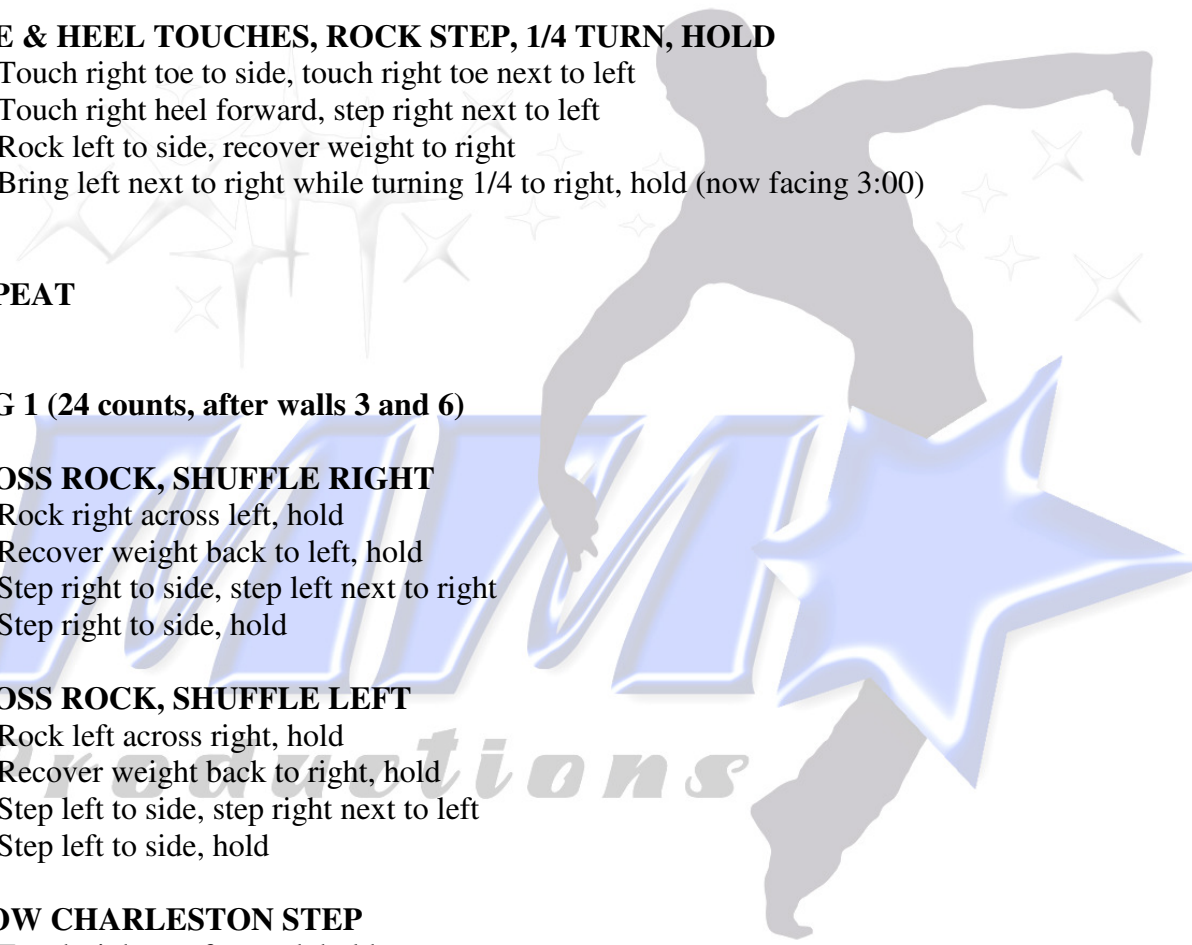 E & HEEL TOUCHES, ROCK STEP, 1/4 TURN, HOLD
Touch right toe to side, touch right toe next to left
Touch right heel forward, step right next to left
Rock left to side, recover weight to right
Bring left next to right while turning 1/4 to right, hold (now facing 3:00)
PEAT
G 1 (24 counts, after walls 3 and 6)
OSS ROCK, SHUFFLE RIGHT
Rock right across left, hold
Recover weight back to left, hold
Step right to side, step left next to right
Step right to side, hold
OSS ROCK, SHUFFLE LEFT
Rock left across right, hold
Recover weight back to right, hold
Productions
Step left to side, step right next to left
Step left to side, hold
OW CHARLESTON STEP
MM